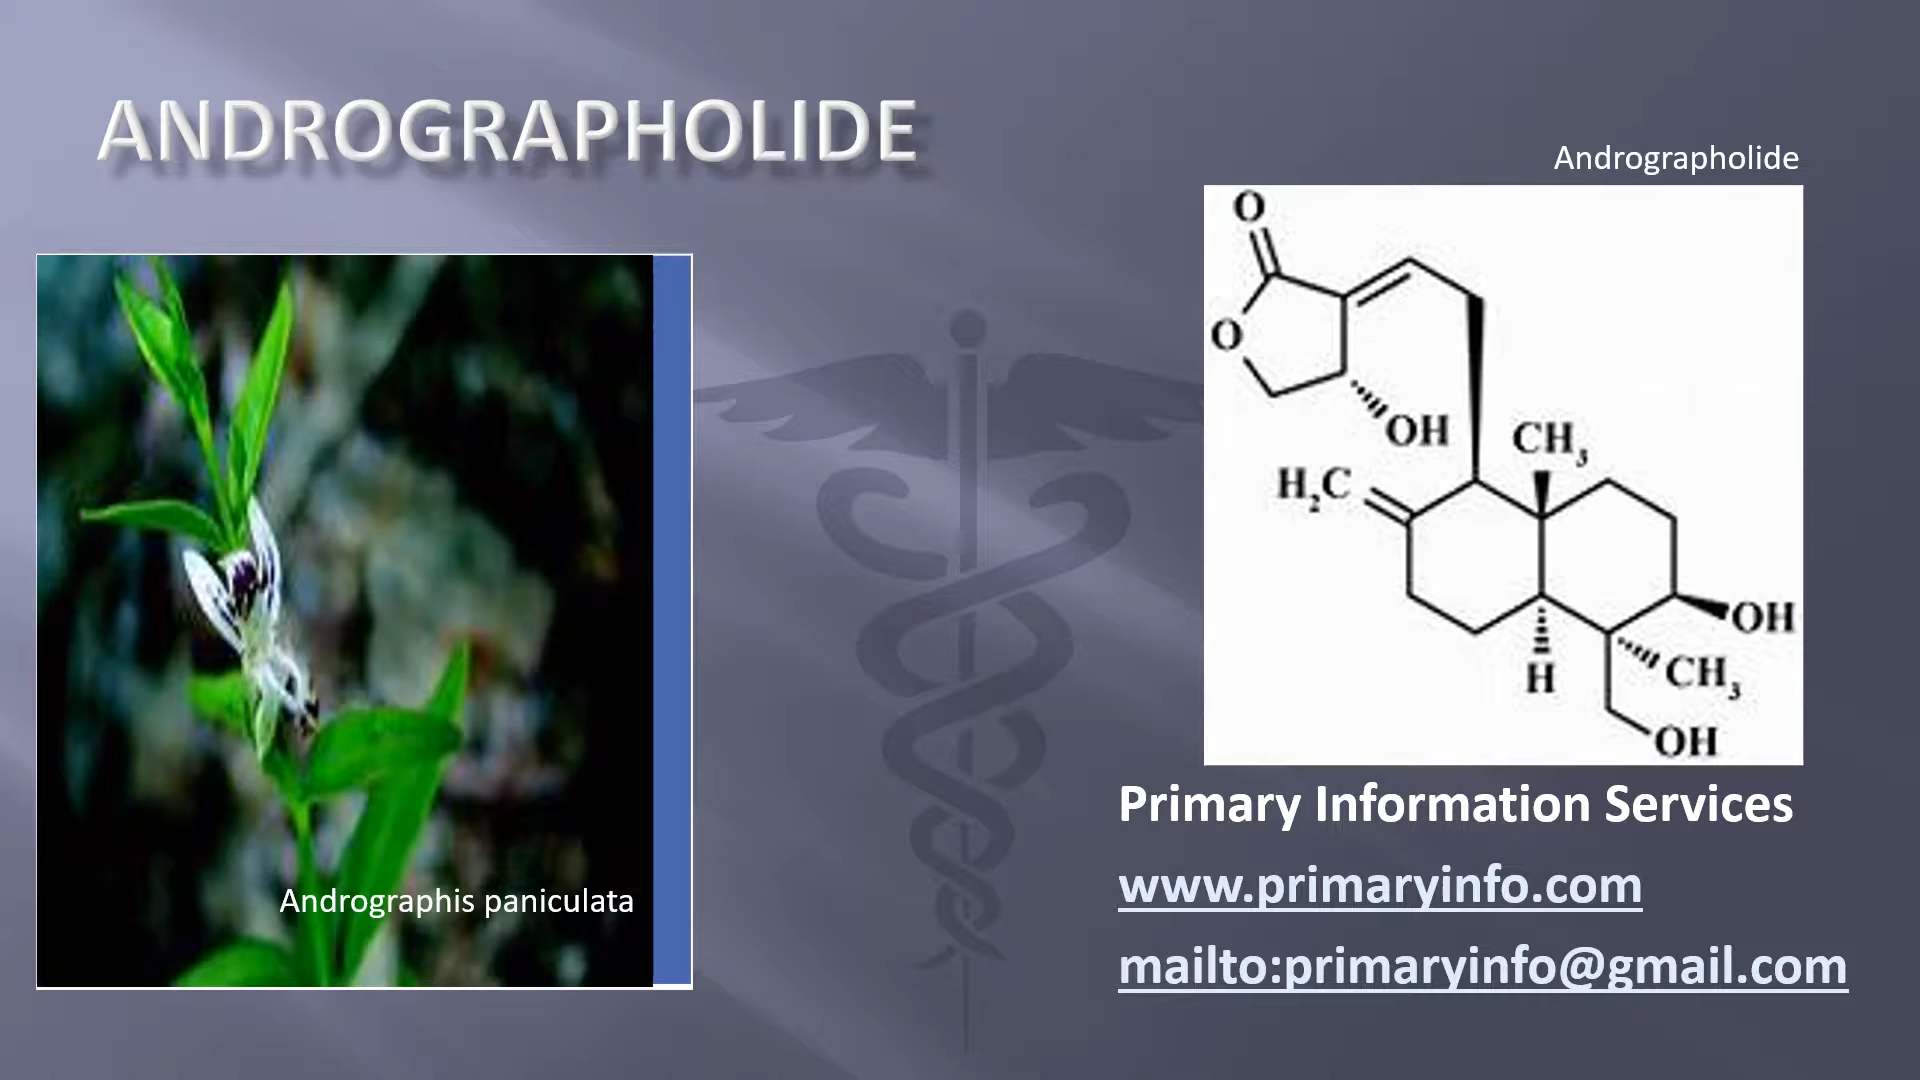 ANDROGRAPHOLIDE
Andrographolide
O
O
OH
CH₃
H₂C
OH
H
CH₃
OH
Andrographis paniculata
Primary Information Services
www.primaryinfo.com
mailto:primaryinfo@gmail.com